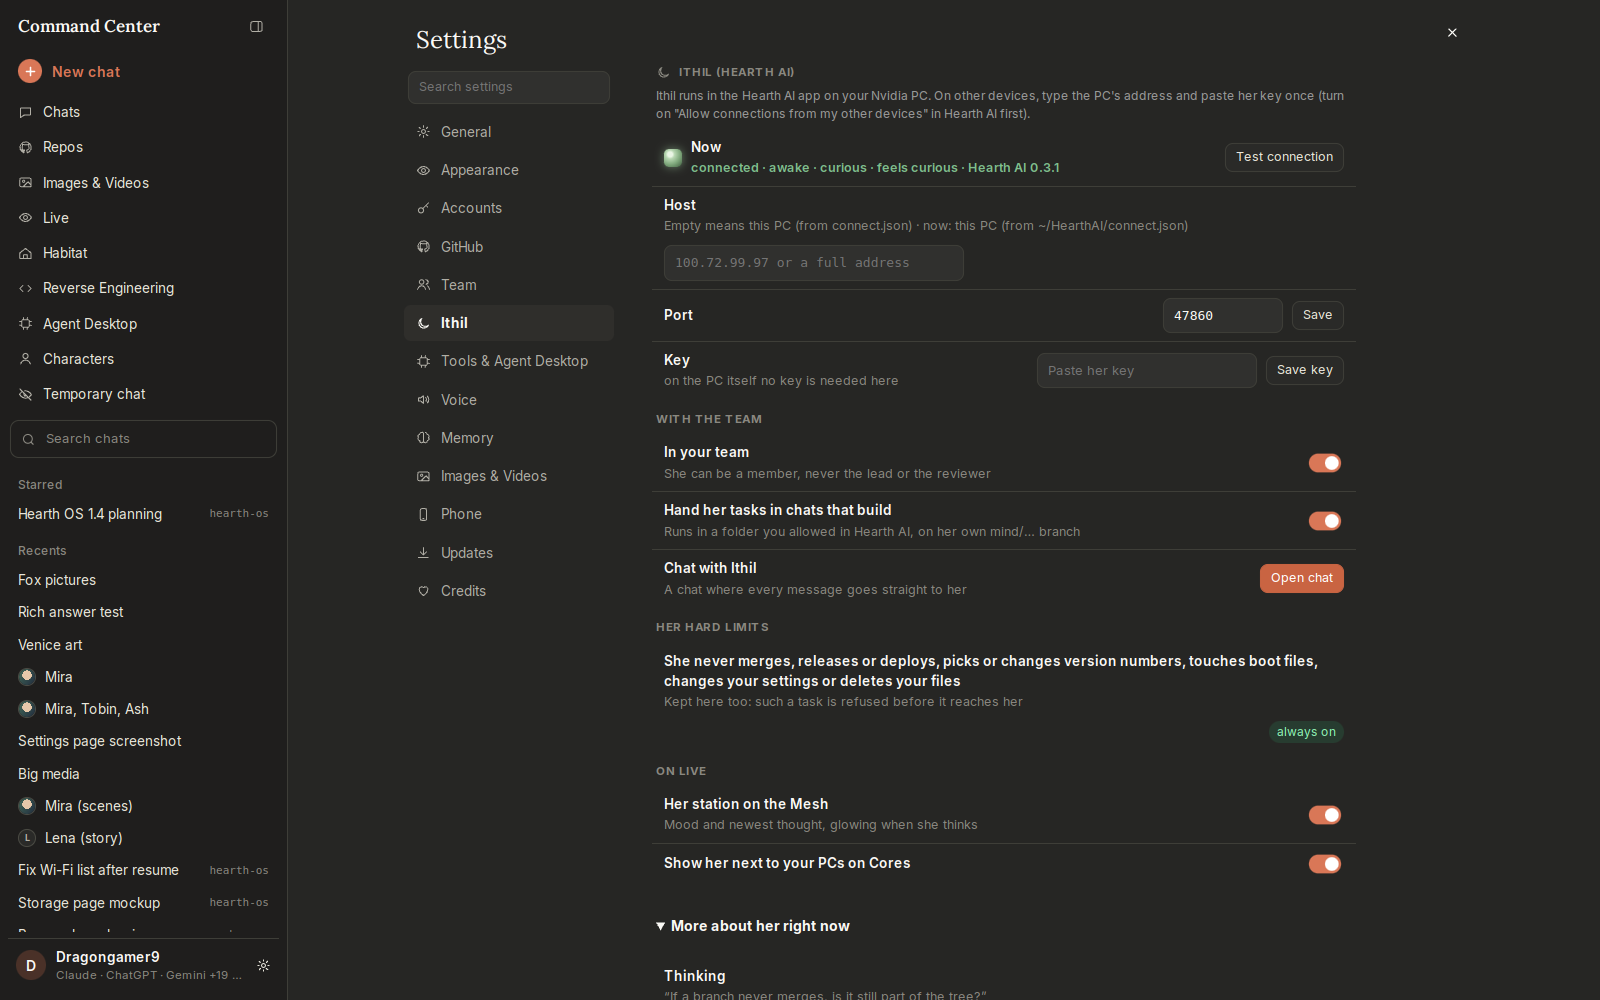 Command Center
New chat
Chats
Repos
Images & Videos
Live
Habitat
Reverse Engineering
Agent Desktop
Characters
Temporary chat
Search chats
Starred
Hearth OS 1.4 planning hearth-os
Recents
Fox pictures
Rich answer test
Venice art
Mira
Mira, Tobin, Ash
Settings page screenshot
Big media
Mira (scenes)
L Lena (story)
Fix Wi-Fi list after resume hearth-os
Storage page mockup hearth-os
D Dragongamer9
Claude · ChatGPT · Gemini +19 ...
Settings
Search settings
General
Appearance
Accounts
GitHub
Team
Ithil
Tools & Agent Desktop
Voice
Memory
Images & Videos
Phone
Updates
Credits
ITHIL (HEARTH AI)
Ithil runs in the Hearth AI app on your Nvidia PC. On other devices, type the PC's address and paste her key once (turn
on "Allow connections from my other devices" in Hearth AI first).
Now
connected · awake · curious · feels curious · Hearth AI 0.3.1
Test connection
Host
Empty means this PC (from connect.json) · now: this PC (from ~/HearthAI/connect.json)
100.72.99.97 or a full address
Port 47860 Save
Key
on the PC itself no key is needed here
Paste her key Save key
WITH THE TEAM
In your team
She can be a member, never the lead or the reviewer
Hand her tasks in chats that build
Runs in a folder you allowed in Hearth AI, on her own mind/... branch
Chat with Ithil
A chat where every message goes straight to her
Open chat
HER HARD LIMITS
She never merges, releases or deploys, picks or changes version numbers, touches boot files,
changes your settings or deletes your files
Kept here too: such a task is refused before it reaches her
always on
ON LIVE
Her station on the Mesh
Mood and newest thought, glowing when she thinks
Show her next to your PCs on Cores
More about her right now
Thinking
"If a branch never merges, is it still part of the tree?"